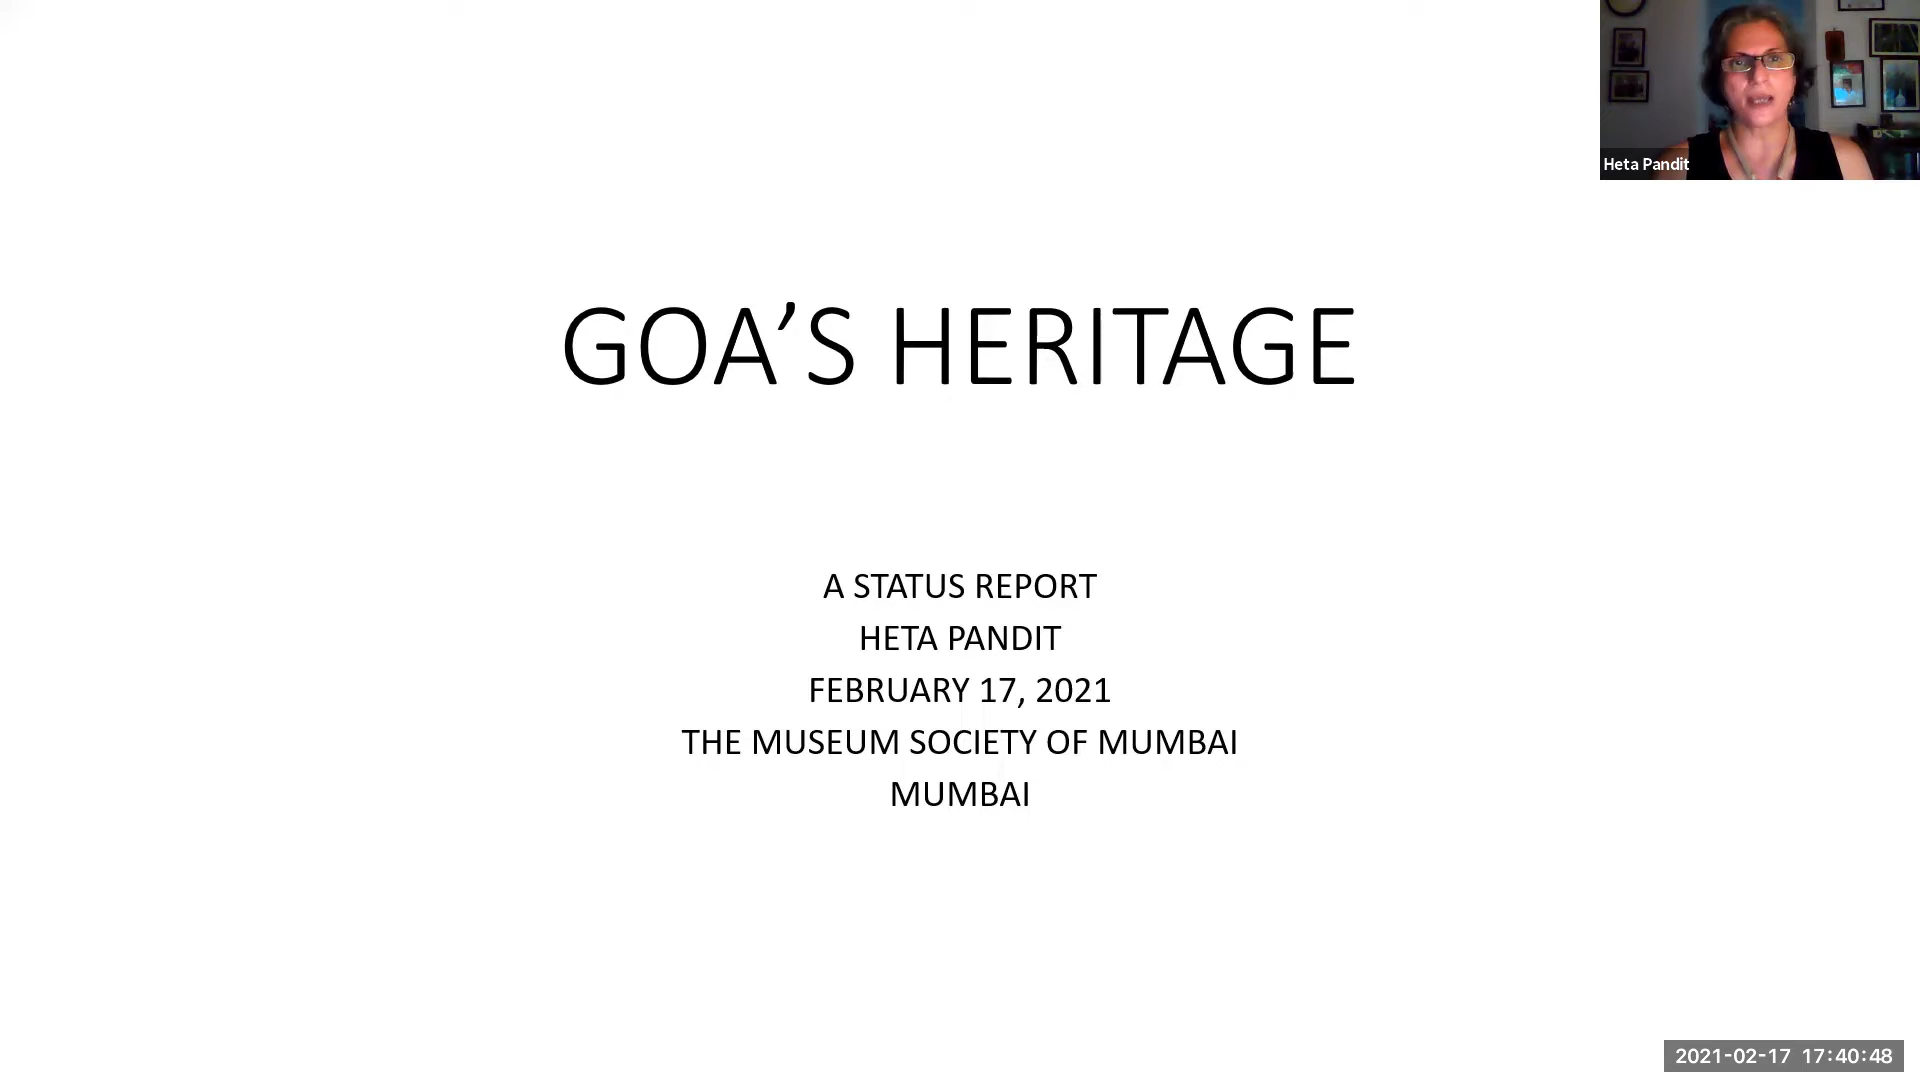 Heta Pandit
GOA’S HERITAGE
A STATUS REPORT
HETA PANDIT
FEBRUARY 17, 2021
THE MUSEUM SOCIETY OF MUMBAI
MUMBAI
2021-02-17 17:40:48